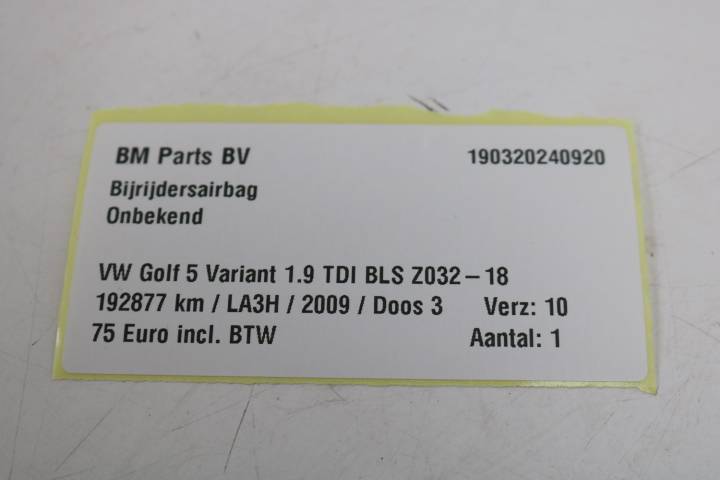 BM Parts BV 190320240920
Bijrijdersairbag
Onbekend
VW Golf 5 Variant 1.9 TDI BLS Z032-18
192877 km / LA3H / 2009 / Doos 3 Verz: 10
75 Euro incl. BTW Aantal: 1